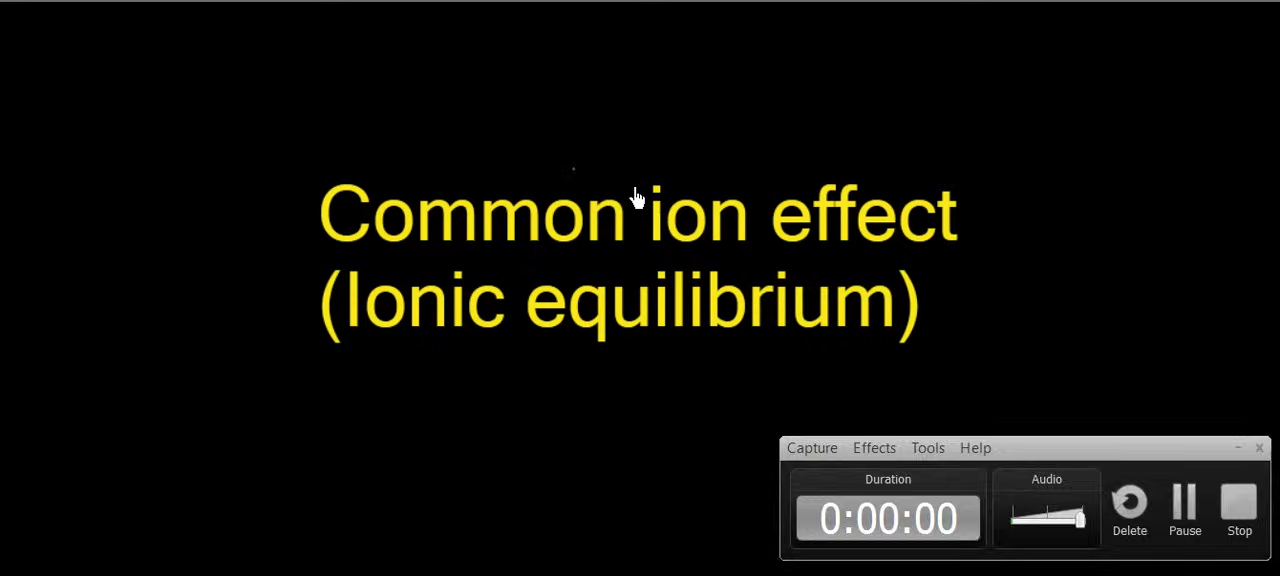 Common ion effect
(Ionic equilibrium)
Capture Effects Tools Help
Duration Audio
0:00:00
Delete Pause Stop